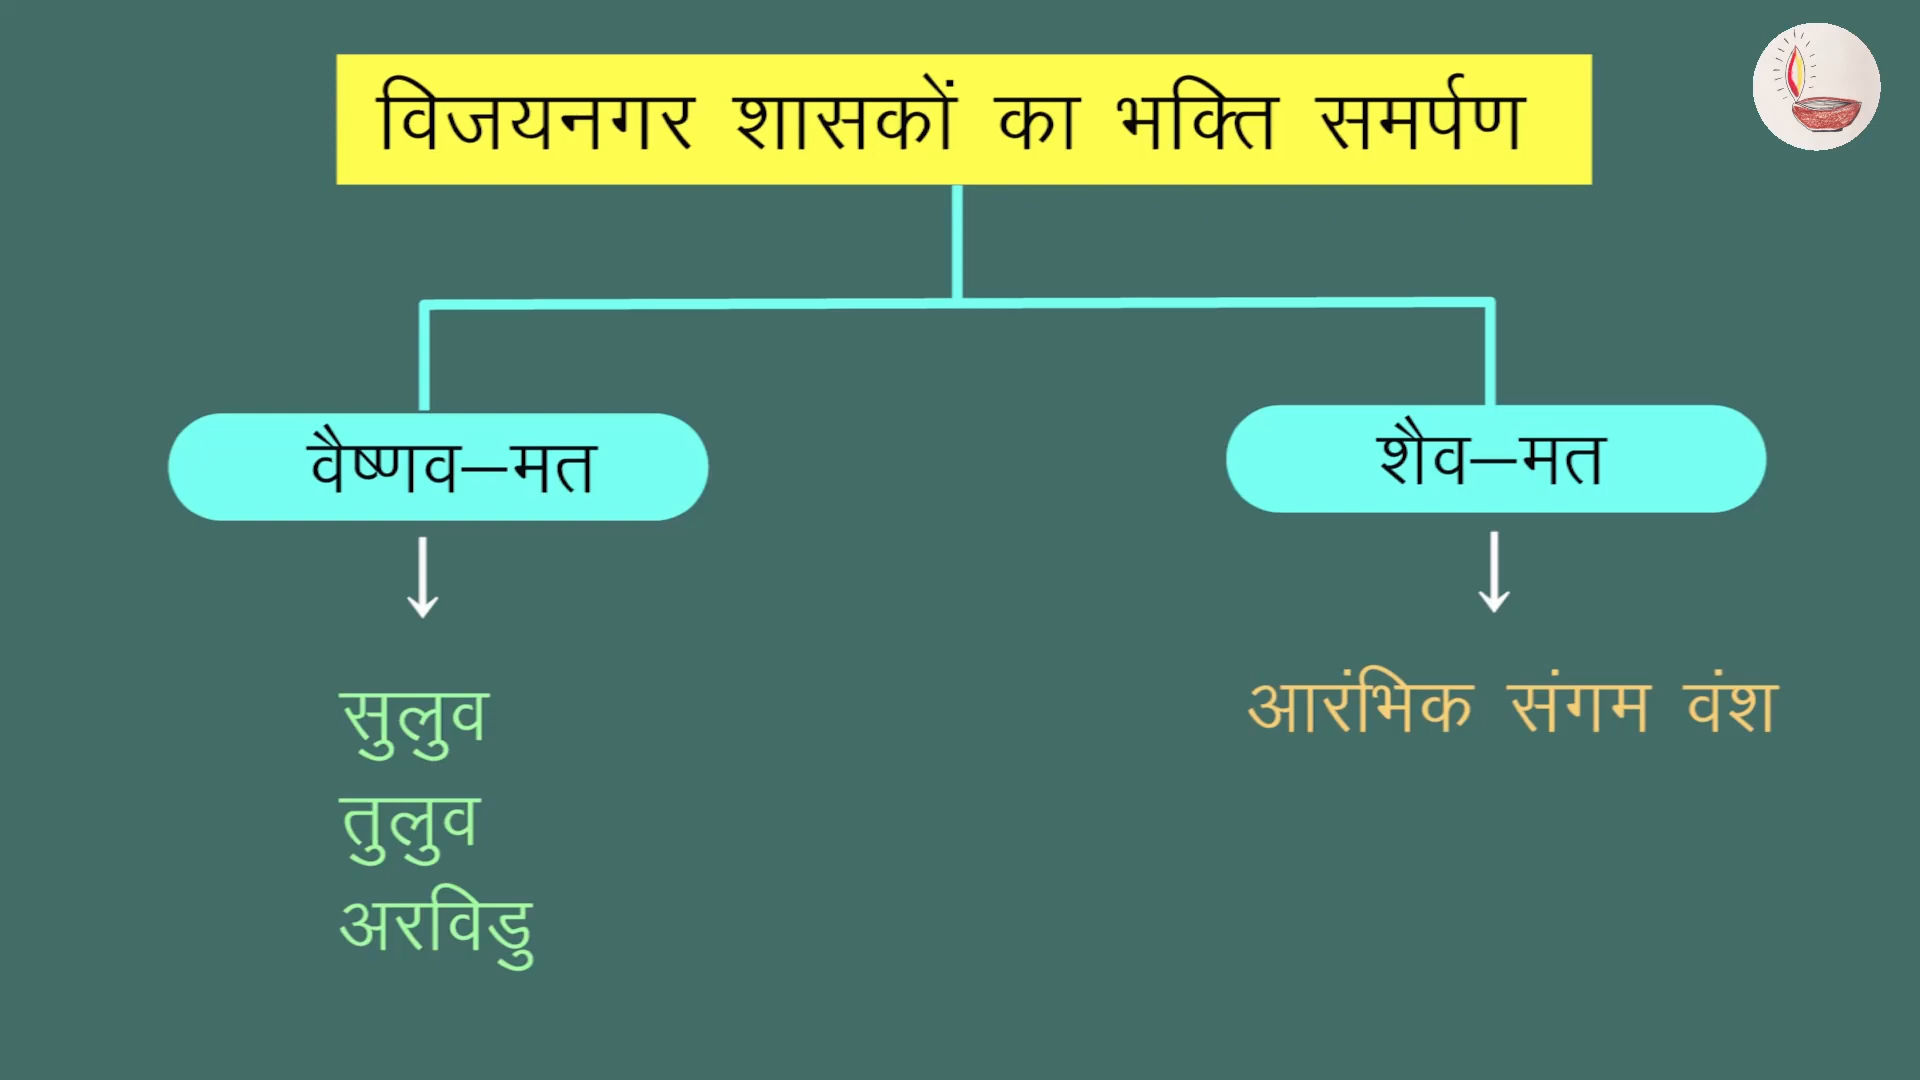 विजयनगर शासकों का भक्ति समर्पण
वैष्णव–मत
शैव–मत
सुलुव
तुलुव
अरविडु
आरंभिक संगम वंश